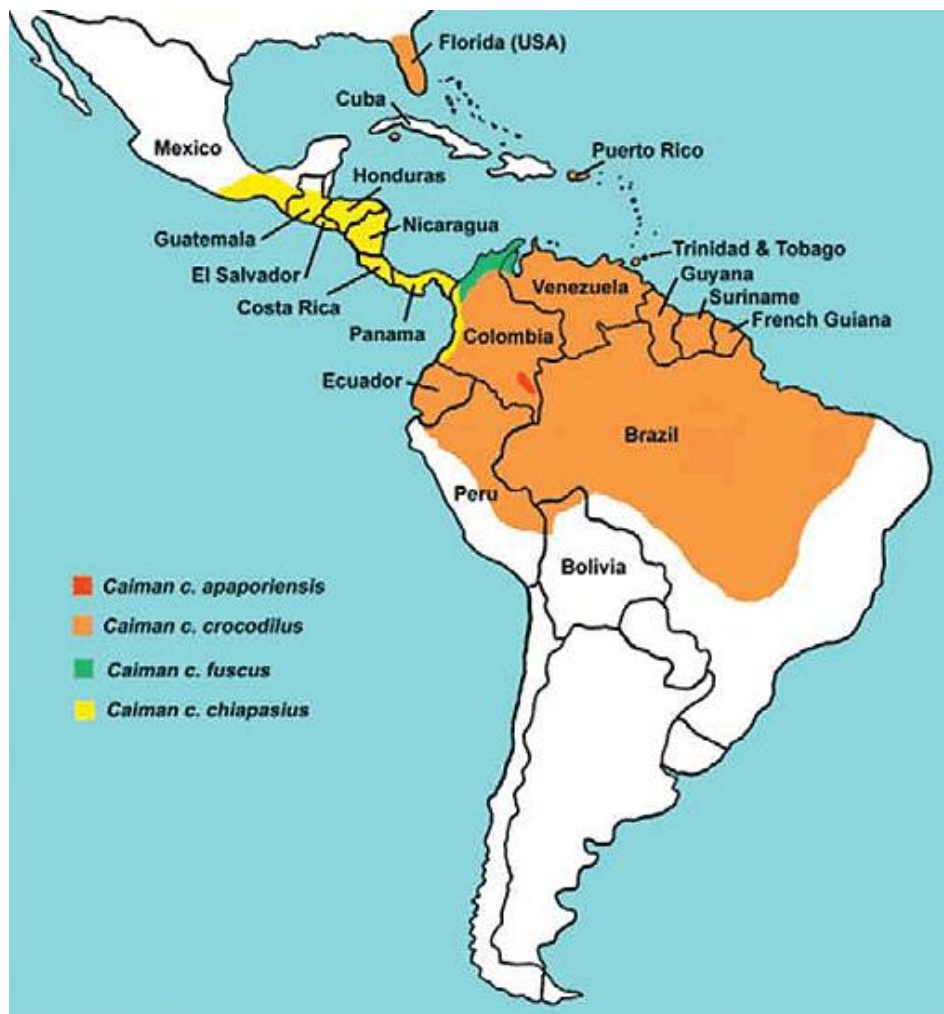 Florida (USA)
Cuba
Mexico
Puerto Rico
Honduras
Guatemala
Nicaragua
El Salvador
Trinidad & Tobago
Costa Rica
Venezuela
Guyana
Suriname
Panama
Colombia
French Guiana
Ecuador
Brazil
Peru
Bolivia
Caiman c. apaporiensis
Caiman c. crocodilus
Caiman c. fuscus
Caiman c. chiapasius